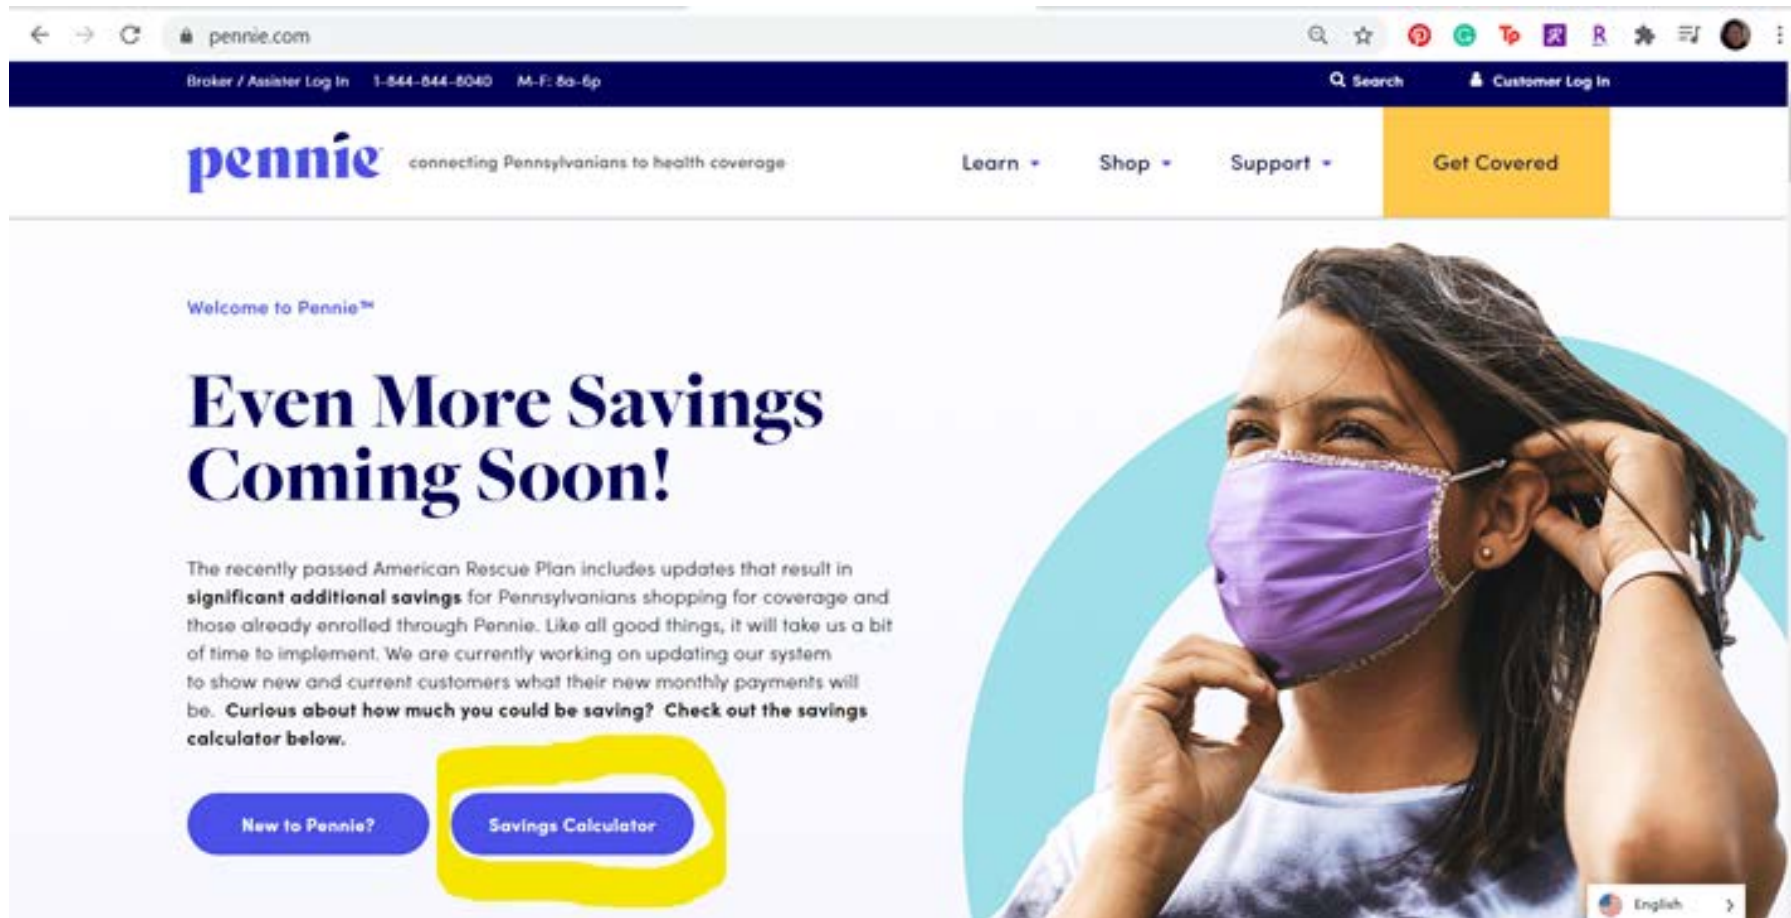 pennie.com
Broker / Assister Log In 1-844-844-8040 M-F: 8a-6p Search Customer Log In
pennie connecting Pennsylvanians to health coverage Learn Shop Support Get Covered
Welcome to Pennie™
Even More Savings
Coming Soon!
The recently passed American Rescue Plan includes updates that result in
significant additional savings for Pennsylvanians shopping for coverage and
those already enrolled through Pennie. Like all good things, it will take us a bit
of time to implement. We are currently working on updating our system
to show new and current customers what their new monthly payments will
be. Curious about how much you could be saving? Check out the savings
calculator below.
New to Pennie? Savings Calculator
English